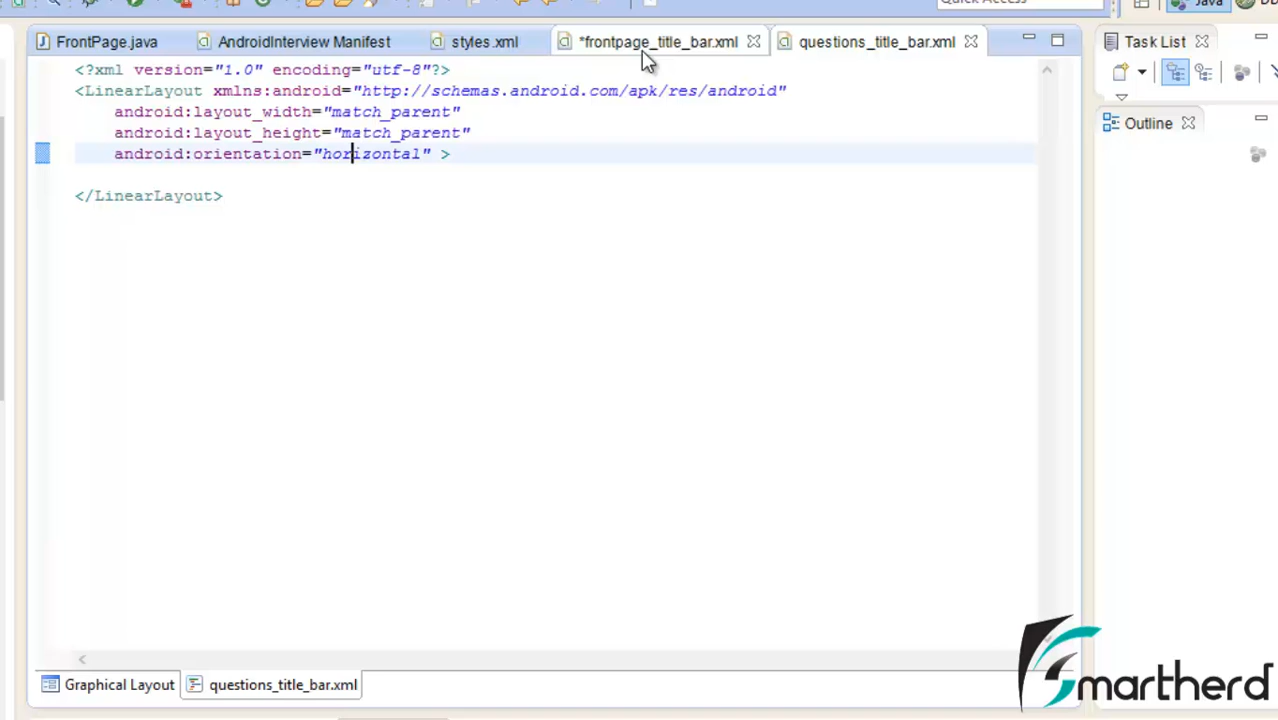 Java
FrontPage.java
AndroidInterview Manifest
styles.xml
*frontpage_title_bar.xml
questions_title_bar.xml
Task List
<?xml version="1.0" encoding="utf-8"?>
<LinearLayout xmlns:android="http://schemas.android.com/apk/res/android"
android:layout_width="match_parent"
android:layout_height="match_parent"
android:orientation="horizontal" >
</LinearLayout>
Outline
Graphical Layout
questions_title_bar.xml
Smartherd